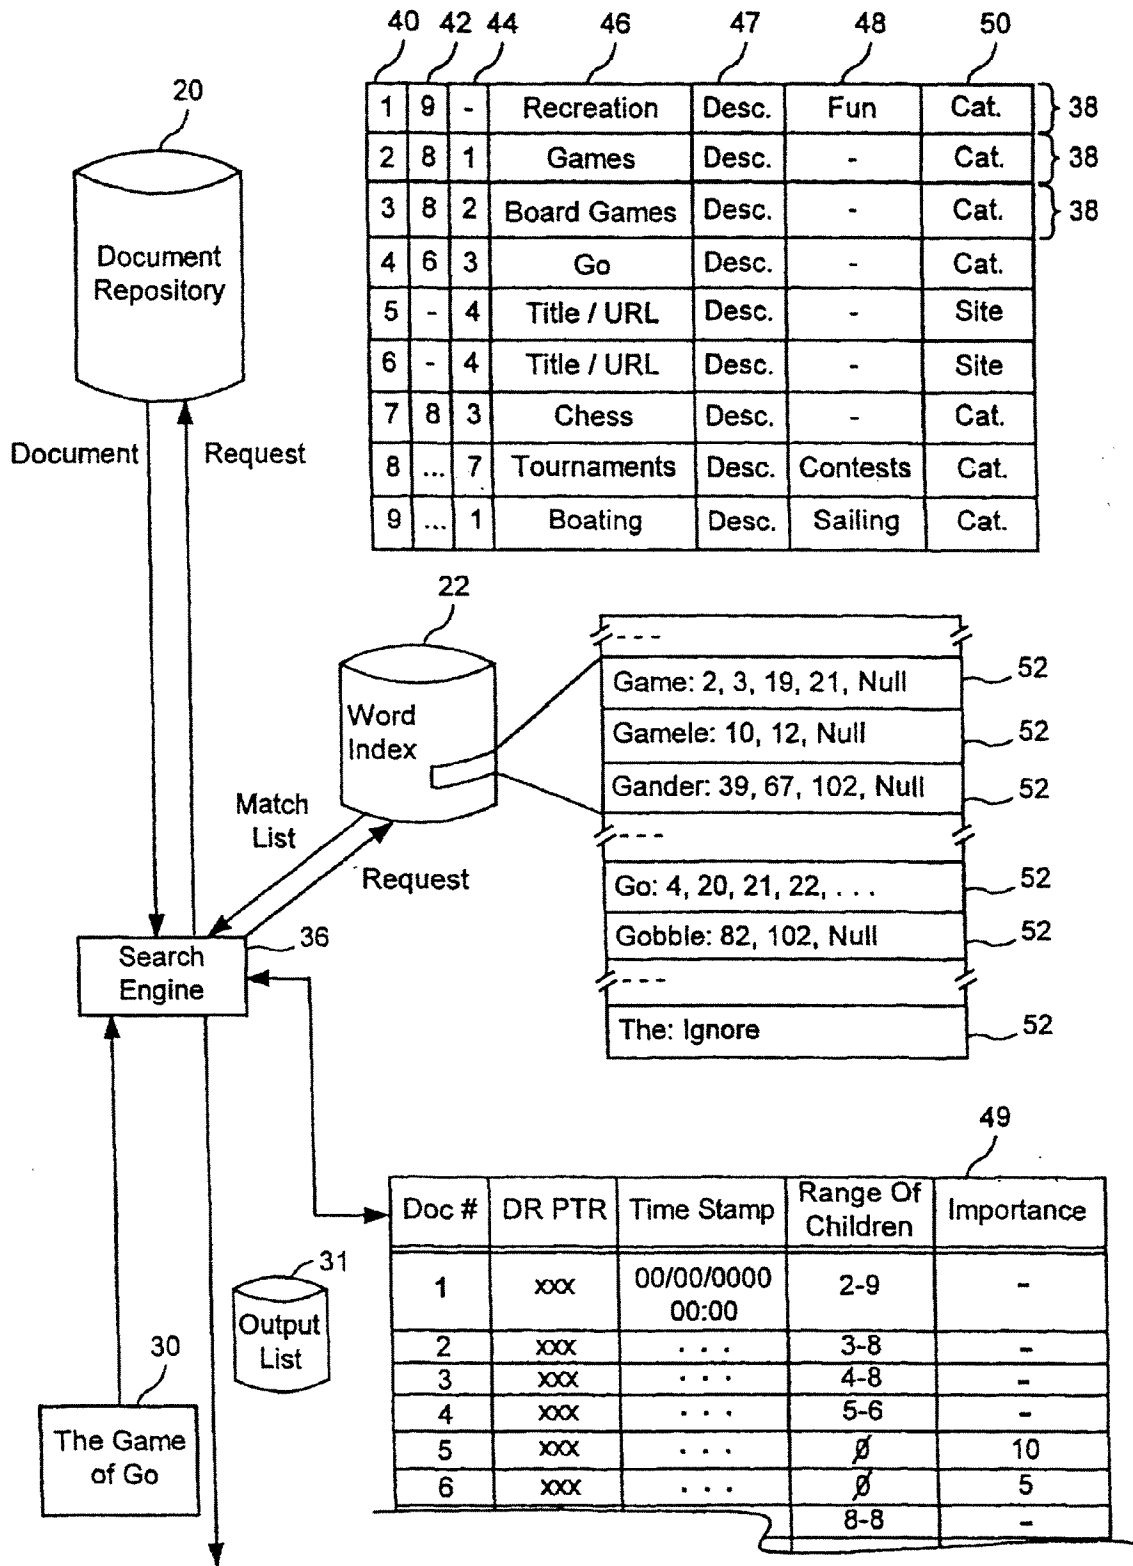 40 42 44 46 47 48 50
1 9 - Recreation Desc. Fun Cat. 38
2 8 1 Games Desc. - Cat. 38
3 8 2 Board Games Desc. - Cat. 38
4 6 3 Go Desc. - Cat.
5 - 4 Title / URL Desc. - Site
6 - 4 Title / URL Desc. - Site
7 8 3 Chess Desc. - Cat.
8 ... 7 Tournaments Desc. Contests Cat.
9 ... 1 Boating Desc. Sailing Cat.
20
Document
Repository
Document Request
22
Word
Index
Match
List
Request
----
Game: 2, 3, 19, 21, Null 52
Gamele: 10, 12, Null 52
Gander: 39, 67, 102, Null 52
----
Go: 4, 20, 21, 22, . . . 52
Gobble: 82, 102, Null 52
----
The: Ignore 52
36
Search
Engine
49
Doc # DR PTR Time Stamp Range Of Children Importance
1 xxx 00/00/0000 00:00 2-9 -
2 xxx . . . 3-8 -
3 xxx . . . 4-8 -
4 xxx . . . 5-6 -
5 xxx . . . Ø 10
6 xxx . . . Ø 5
8-8 -
31
Output
List
30
The Game
of Go